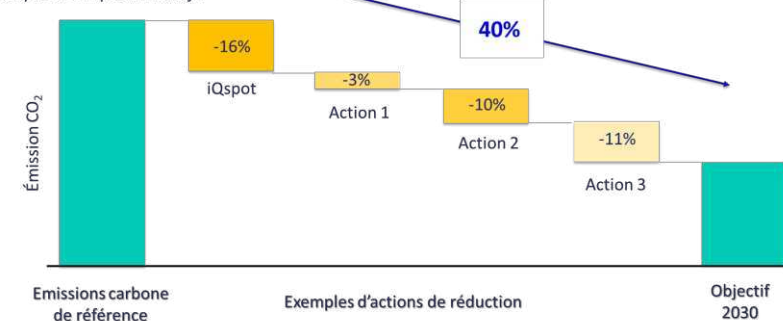 40%
-16%
iQspot
-3%
Action 1
-10%
Action 2
-11%
Action 3
Émission CO₂
Emissions carbone
de référence
Exemples d'actions de réduction
Objectif
2030